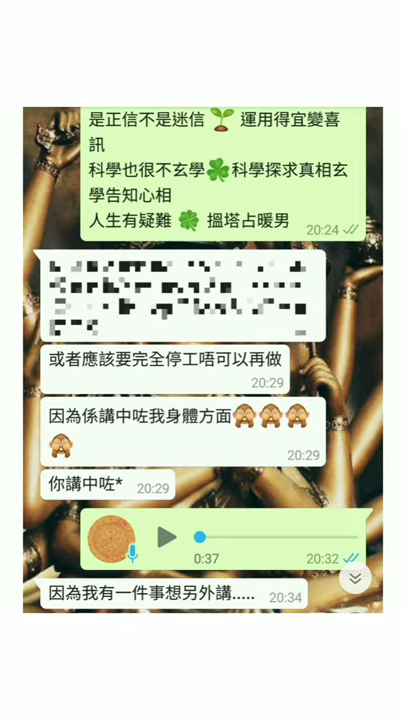 是正信不是迷信🌱 運用得宜變喜
訊
科學也很不玄學🍀科學探求真相玄
學告知心相
人生有疑難 🍀 搵塔占暖男
20:24
或者應該要完全停工唔可以再做
20:29
因為係講中咗我身體方面🙈🙈🙈
🙈
20:29
你講中咗*
20:29
0:37
20:32
因為我有一件事想另外講.....
20:34